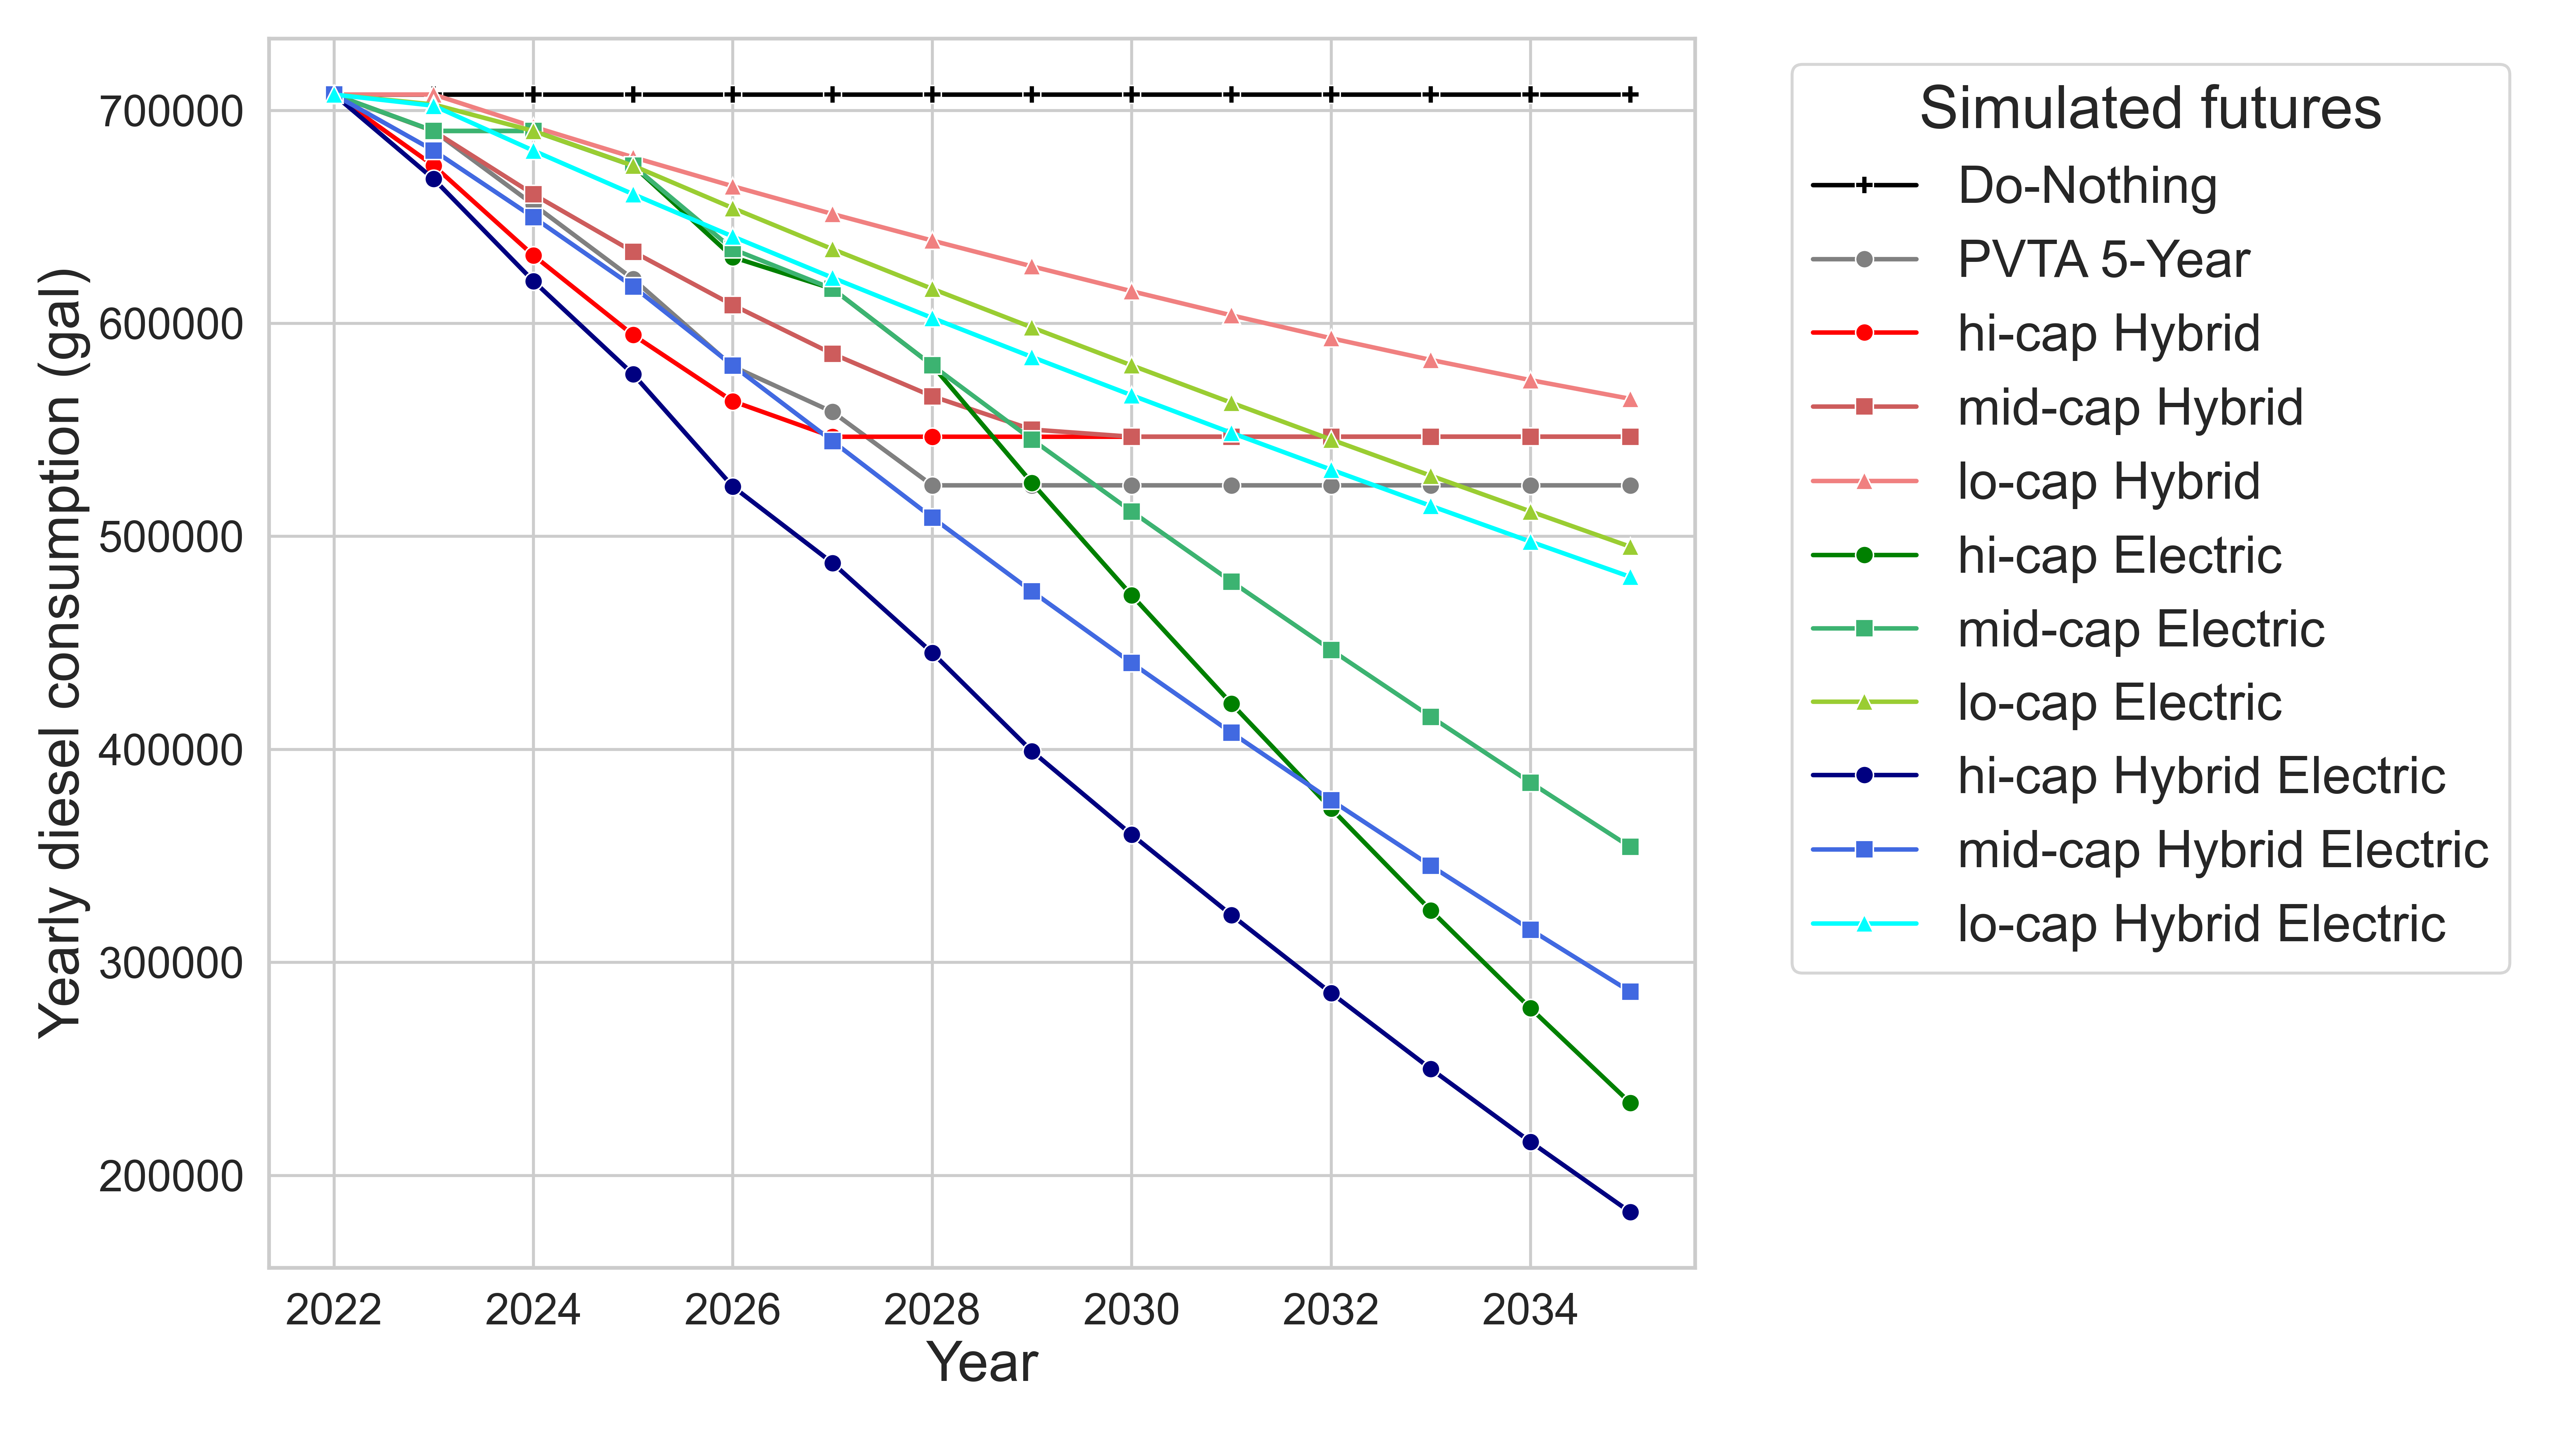 Yearly diesel consumption (gal)
700000
600000
500000
400000
300000
200000
2022 2024 2026 2028 2030 2032 2034
Year
Simulated futures
Do-Nothing
PVTA 5-Year
hi-cap Hybrid
mid-cap Hybrid
lo-cap Hybrid
hi-cap Electric
mid-cap Electric
lo-cap Electric
hi-cap Hybrid Electric
mid-cap Hybrid Electric
lo-cap Hybrid Electric